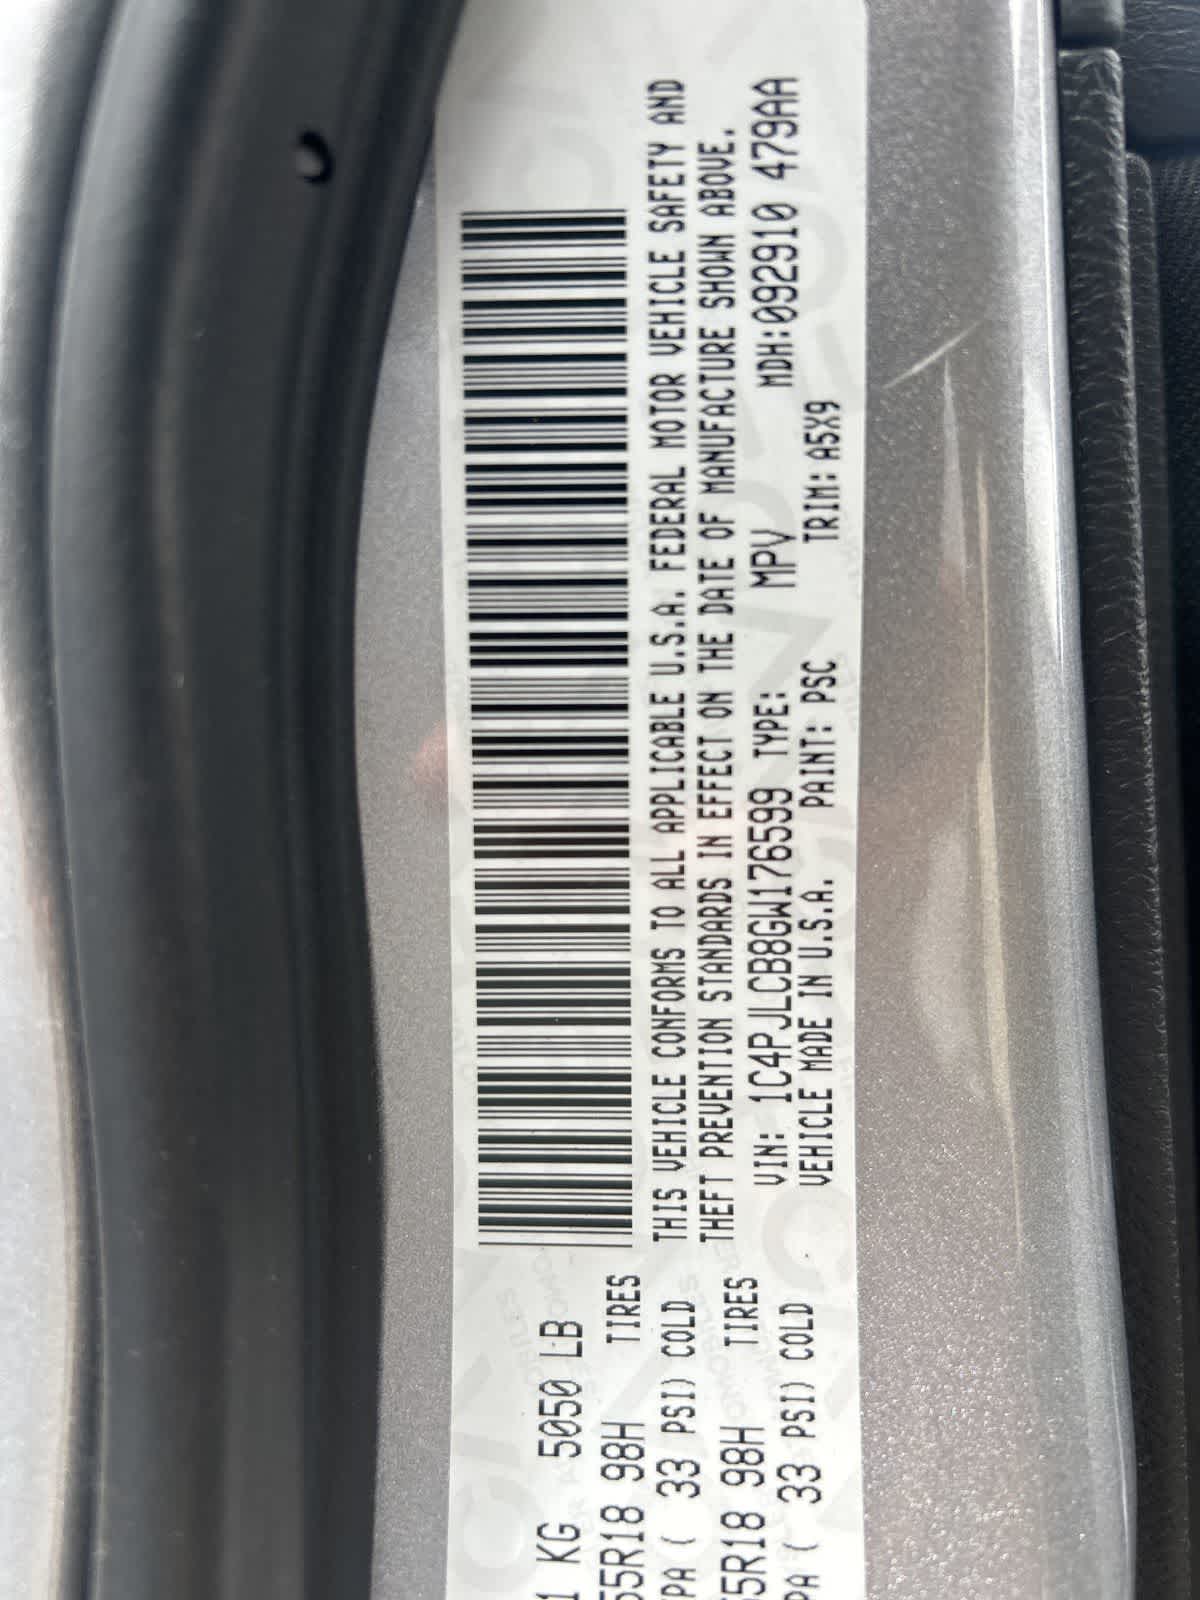 1 KG 5050 LB
55R18 98H TIRES
PA ( 33 PSI) COLD
55R18 98H TIRES
PA ( 33 PSI) COLD
THIS VEHICLE CONFORMS TO ALL APPLICABLE U.S.A. FEDERAL MOTOR VEHICLE SAFETY AND
THEFT PREVENTION STANDARDS IN EFFECT ON THE DATE OF MANUFACTURE SHOWN ABOVE.
VIN: 1C4PJLCB8GW176599 TYPE: MPV MDH:092910 479AA
VEHICLE MADE IN U.S.A. PAINT: PSC TRIM: A5X9